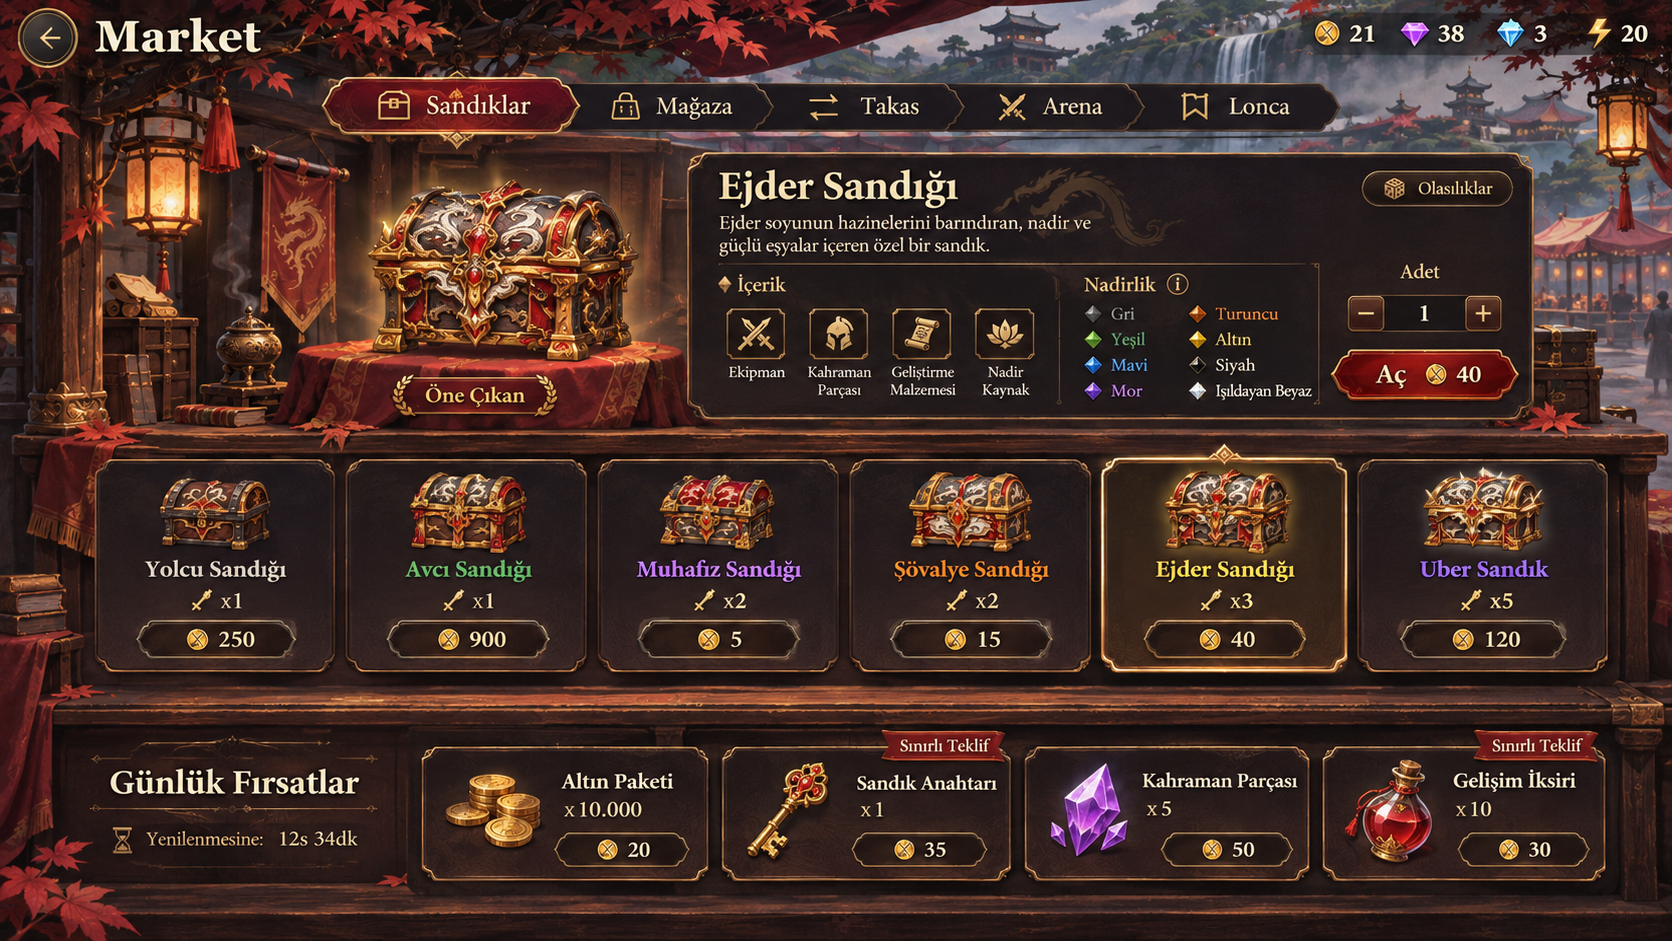 Market
21
38
3
20
Sandıklar
Mağaza
Takas
Arena
Lonca
Ejder Sandığı
Ejder soyunun hazinelerini barındıran, nadir ve
güçlü eşyalar içeren özel bir sandık.
Olasılıklar
İçerik
Ekipman
Kahraman
Parçası
Geliştirme
Malzemesi
Nadir
Kaynak
Nadirlik
Gri
Yeşil
Mavi
Mor
Turuncu
Altın
Siyah
Işıldayan Beyaz
Adet
− 1 +
Aç 40
Öne Çıkan
Yolcu Sandığı
x1
250
Avcı Sandığı
x1
900
Muhafız Sandığı
x2
5
Şövalye Sandığı
x2
15
Ejder Sandığı
x3
40
Uber Sandık
x5
120
Günlük Fırsatlar
Yenilenmesine: 12s 34dk
Altın Paketi
x10.000
20
Sınırlı Teklif
Sandık Anahtarı
x1
35
Kahraman Parçası
x5
50
Sınırlı Teklif
Gelişim İksiri
x10
30